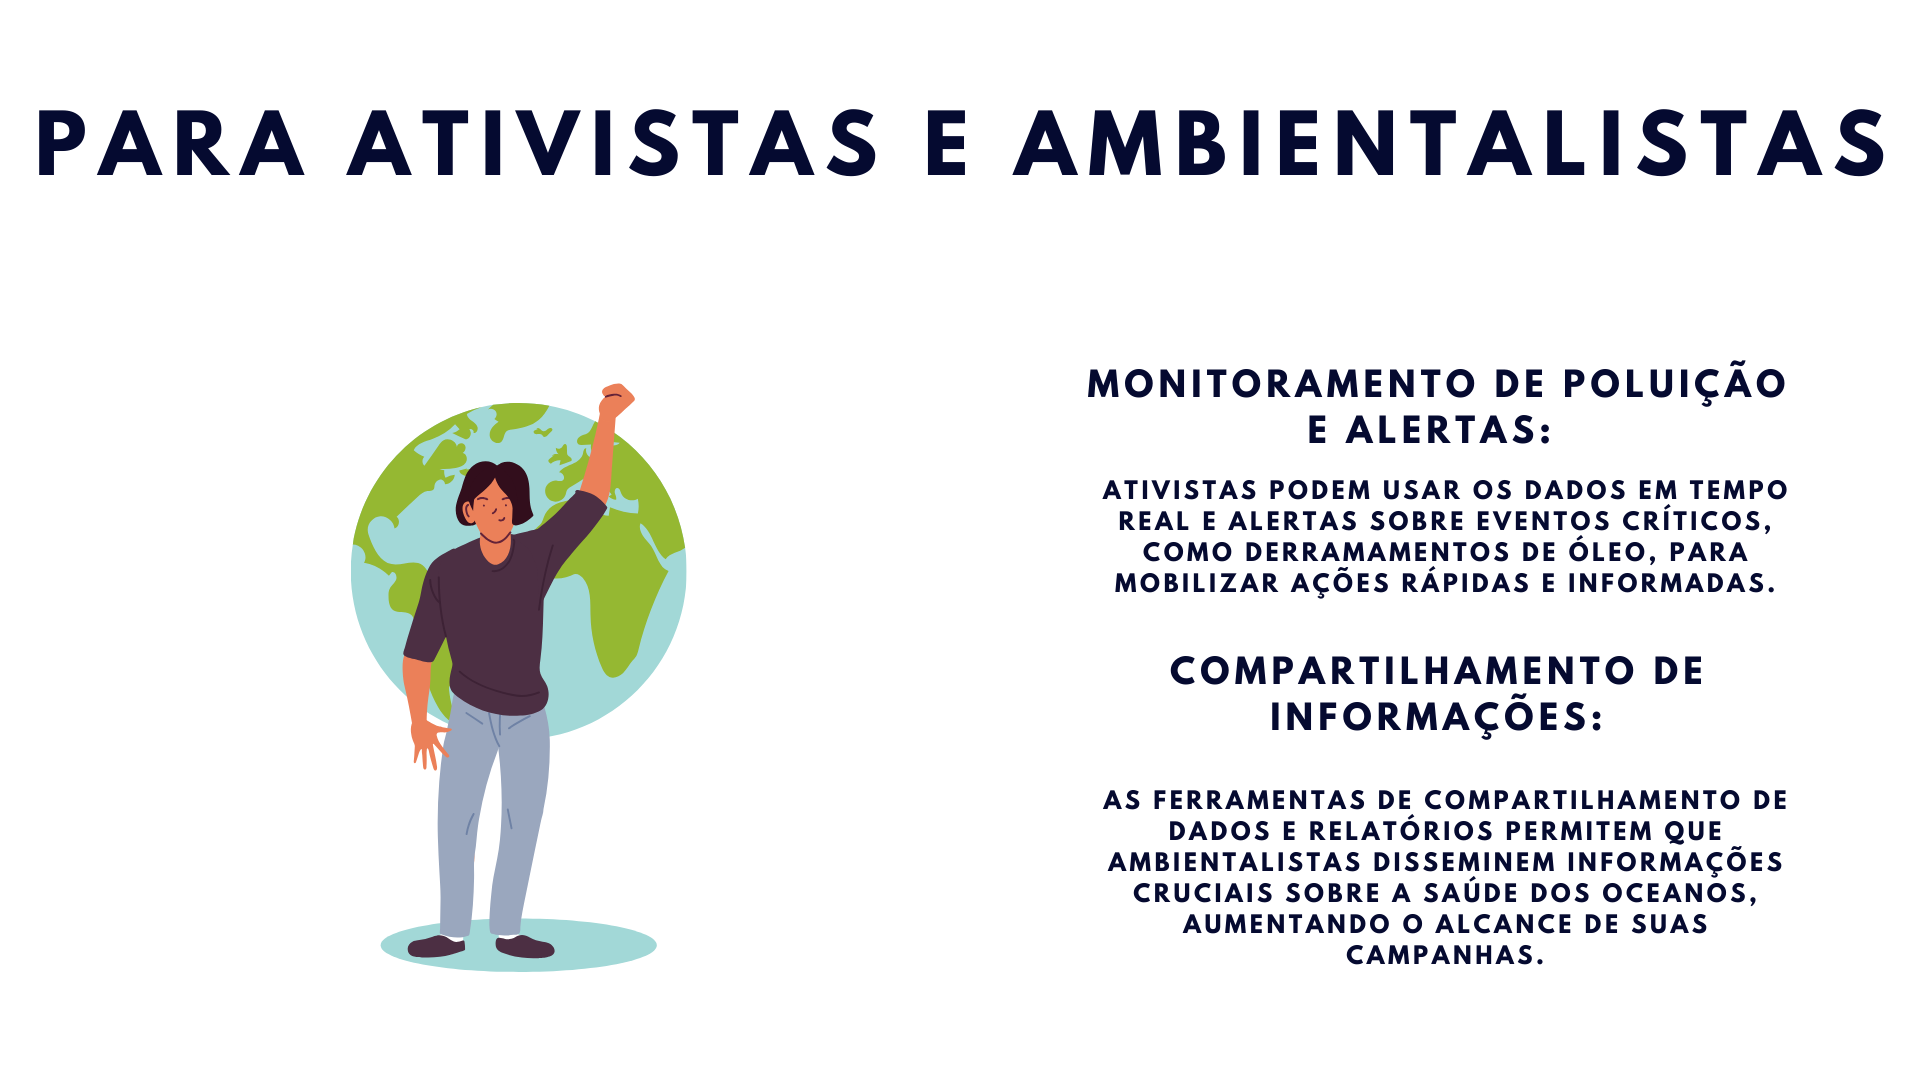 PARA ATIVISTAS E AMBIENTALISTAS
MONITORAMENTO DE POLUIÇÃO
E ALERTAS:
ATIVISTAS PODEM USAR OS DADOS EM TEMPO
REAL E ALERTAS SOBRE EVENTOS CRÍTICOS,
COMO DERRAMAMENTOS DE ÓLEO, PARA
MOBILIZAR AÇÕES RÁPIDAS E INFORMADAS.
COMPARTILHAMENTO DE
INFORMAÇÕES:
AS FERRAMENTAS DE COMPARTILHAMENTO DE
DADOS E RELATÓRIOS PERMITEM QUE
AMBIENTALISTAS DISSEMINEM INFORMAÇÕES
CRUCIAIS SOBRE A SAÚDE DOS OCEANOS,
AUMENTANDO O ALCANCE DE SUAS
CAMPANHAS.